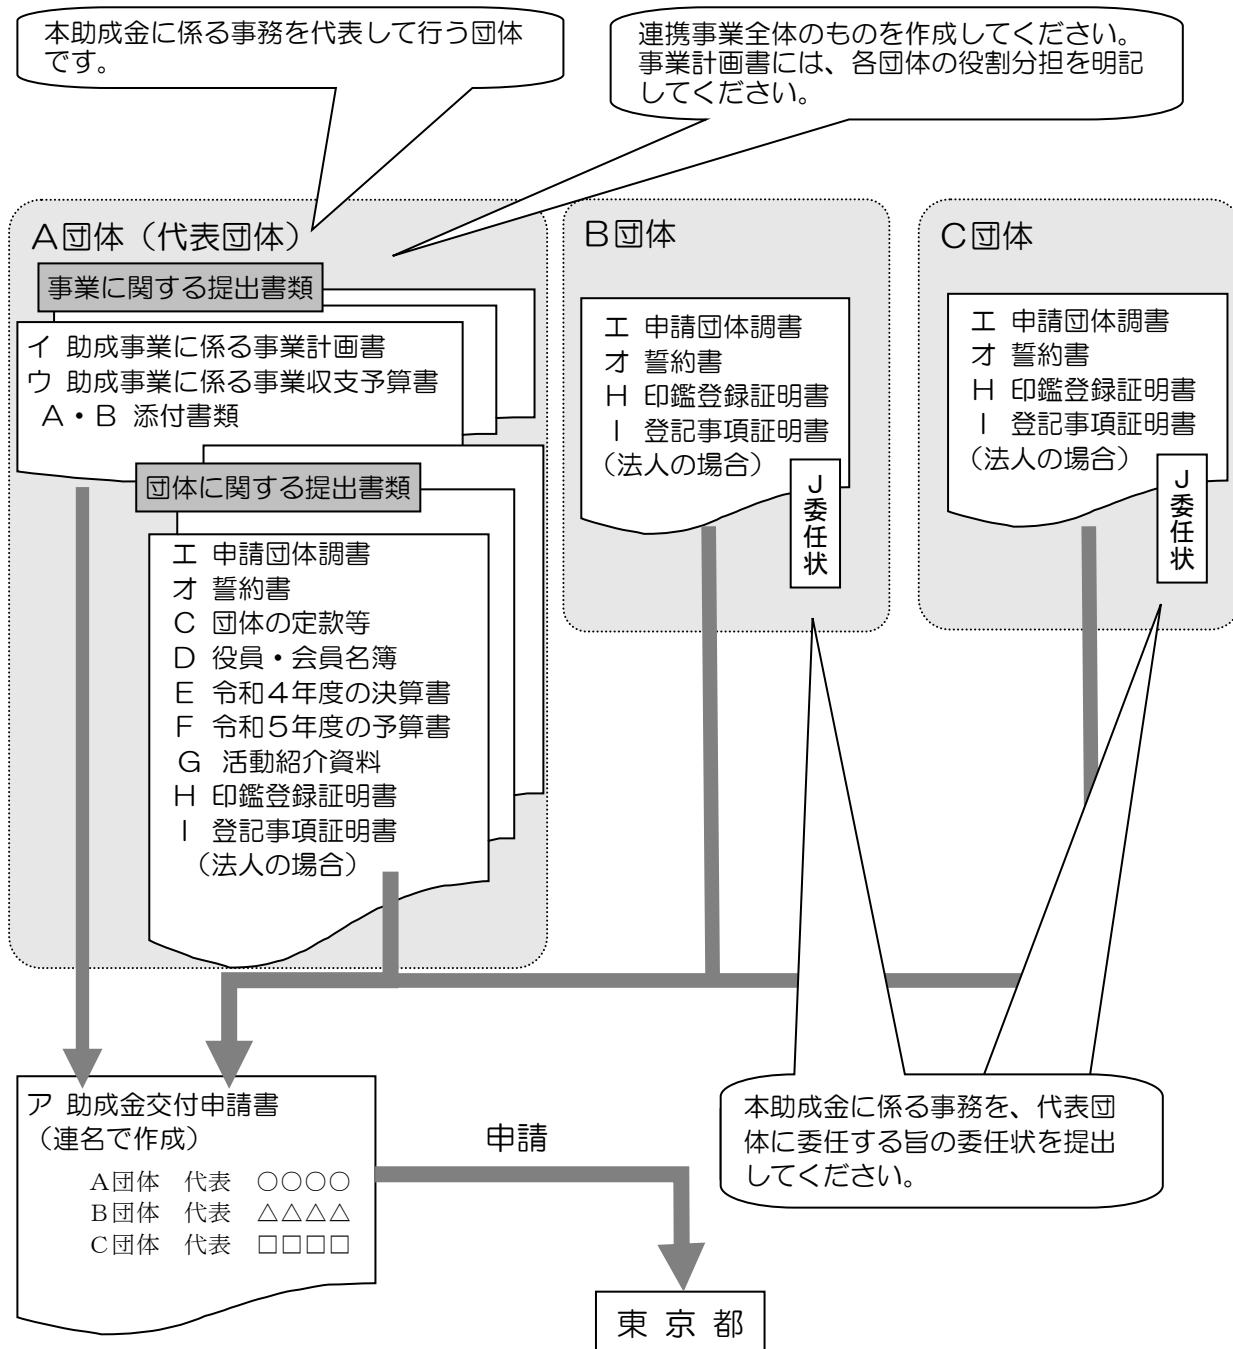 本助成金に係る事務を代表して行う団体
です。
連携事業全体のものを作成してください。
事業計画書には、各団体の役割分担を明記
してください。
A団体（代表団体）
事業に関する提出書類
イ 助成事業に係る事業計画書
ウ 助成事業に係る事業収支予算書
A・B 添付書類
団体に関する提出書類
エ 申請団体調書
オ 誓約書
C 団体の定款等
D 役員・会員名簿
E 令和4年度の決算書
F 令和5年度の予算書
G 活動紹介資料
H 印鑑登録証明書
I 登記事項証明書
（法人の場合）
B団体
エ 申請団体調書
オ 誓約書
H 印鑑登録証明書
I 登記事項証明書
（法人の場合）
J委任状
C団体
エ 申請団体調書
オ 誓約書
H 印鑑登録証明書
I 登記事項証明書
（法人の場合）
J委任状
ア 助成金交付申請書
（連名で作成）
A団体 代表 ○○○○
B団体 代表 △△△△
C団体 代表 □□□□
申請
本助成金に係る事務を、代表団
体に委任する旨の委任状を提出
してください。
東 京 都